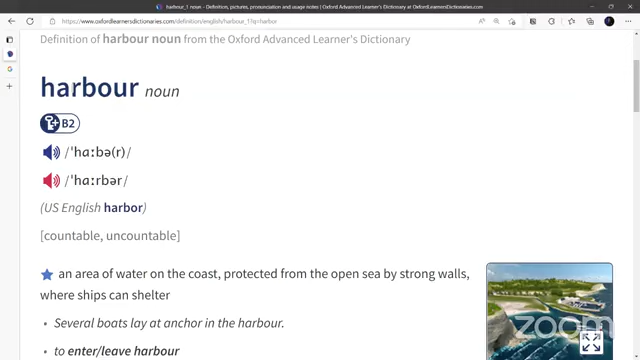 harbour_1 noun - Definition, pictures, pronunciation and usage notes | Oxford Advanced Learner's Dictionary at OxfordLearnersDictionaries.com
https://www.oxfordlearnersdictionaries.com/definition/english/harbour_1?q=harbor
Definition of harbour noun from the Oxford Advanced Learner's Dictionary
harbour noun
B2
/ˈhɑːbə(r)/
/ˈhɑːrbər/
(US English harbor)
[countable, uncountable]
an area of water on the coast, protected from the open sea by strong walls,
where ships can shelter
• Several boats lay at anchor in the harbour.
• to enter/leave harbour
zoom